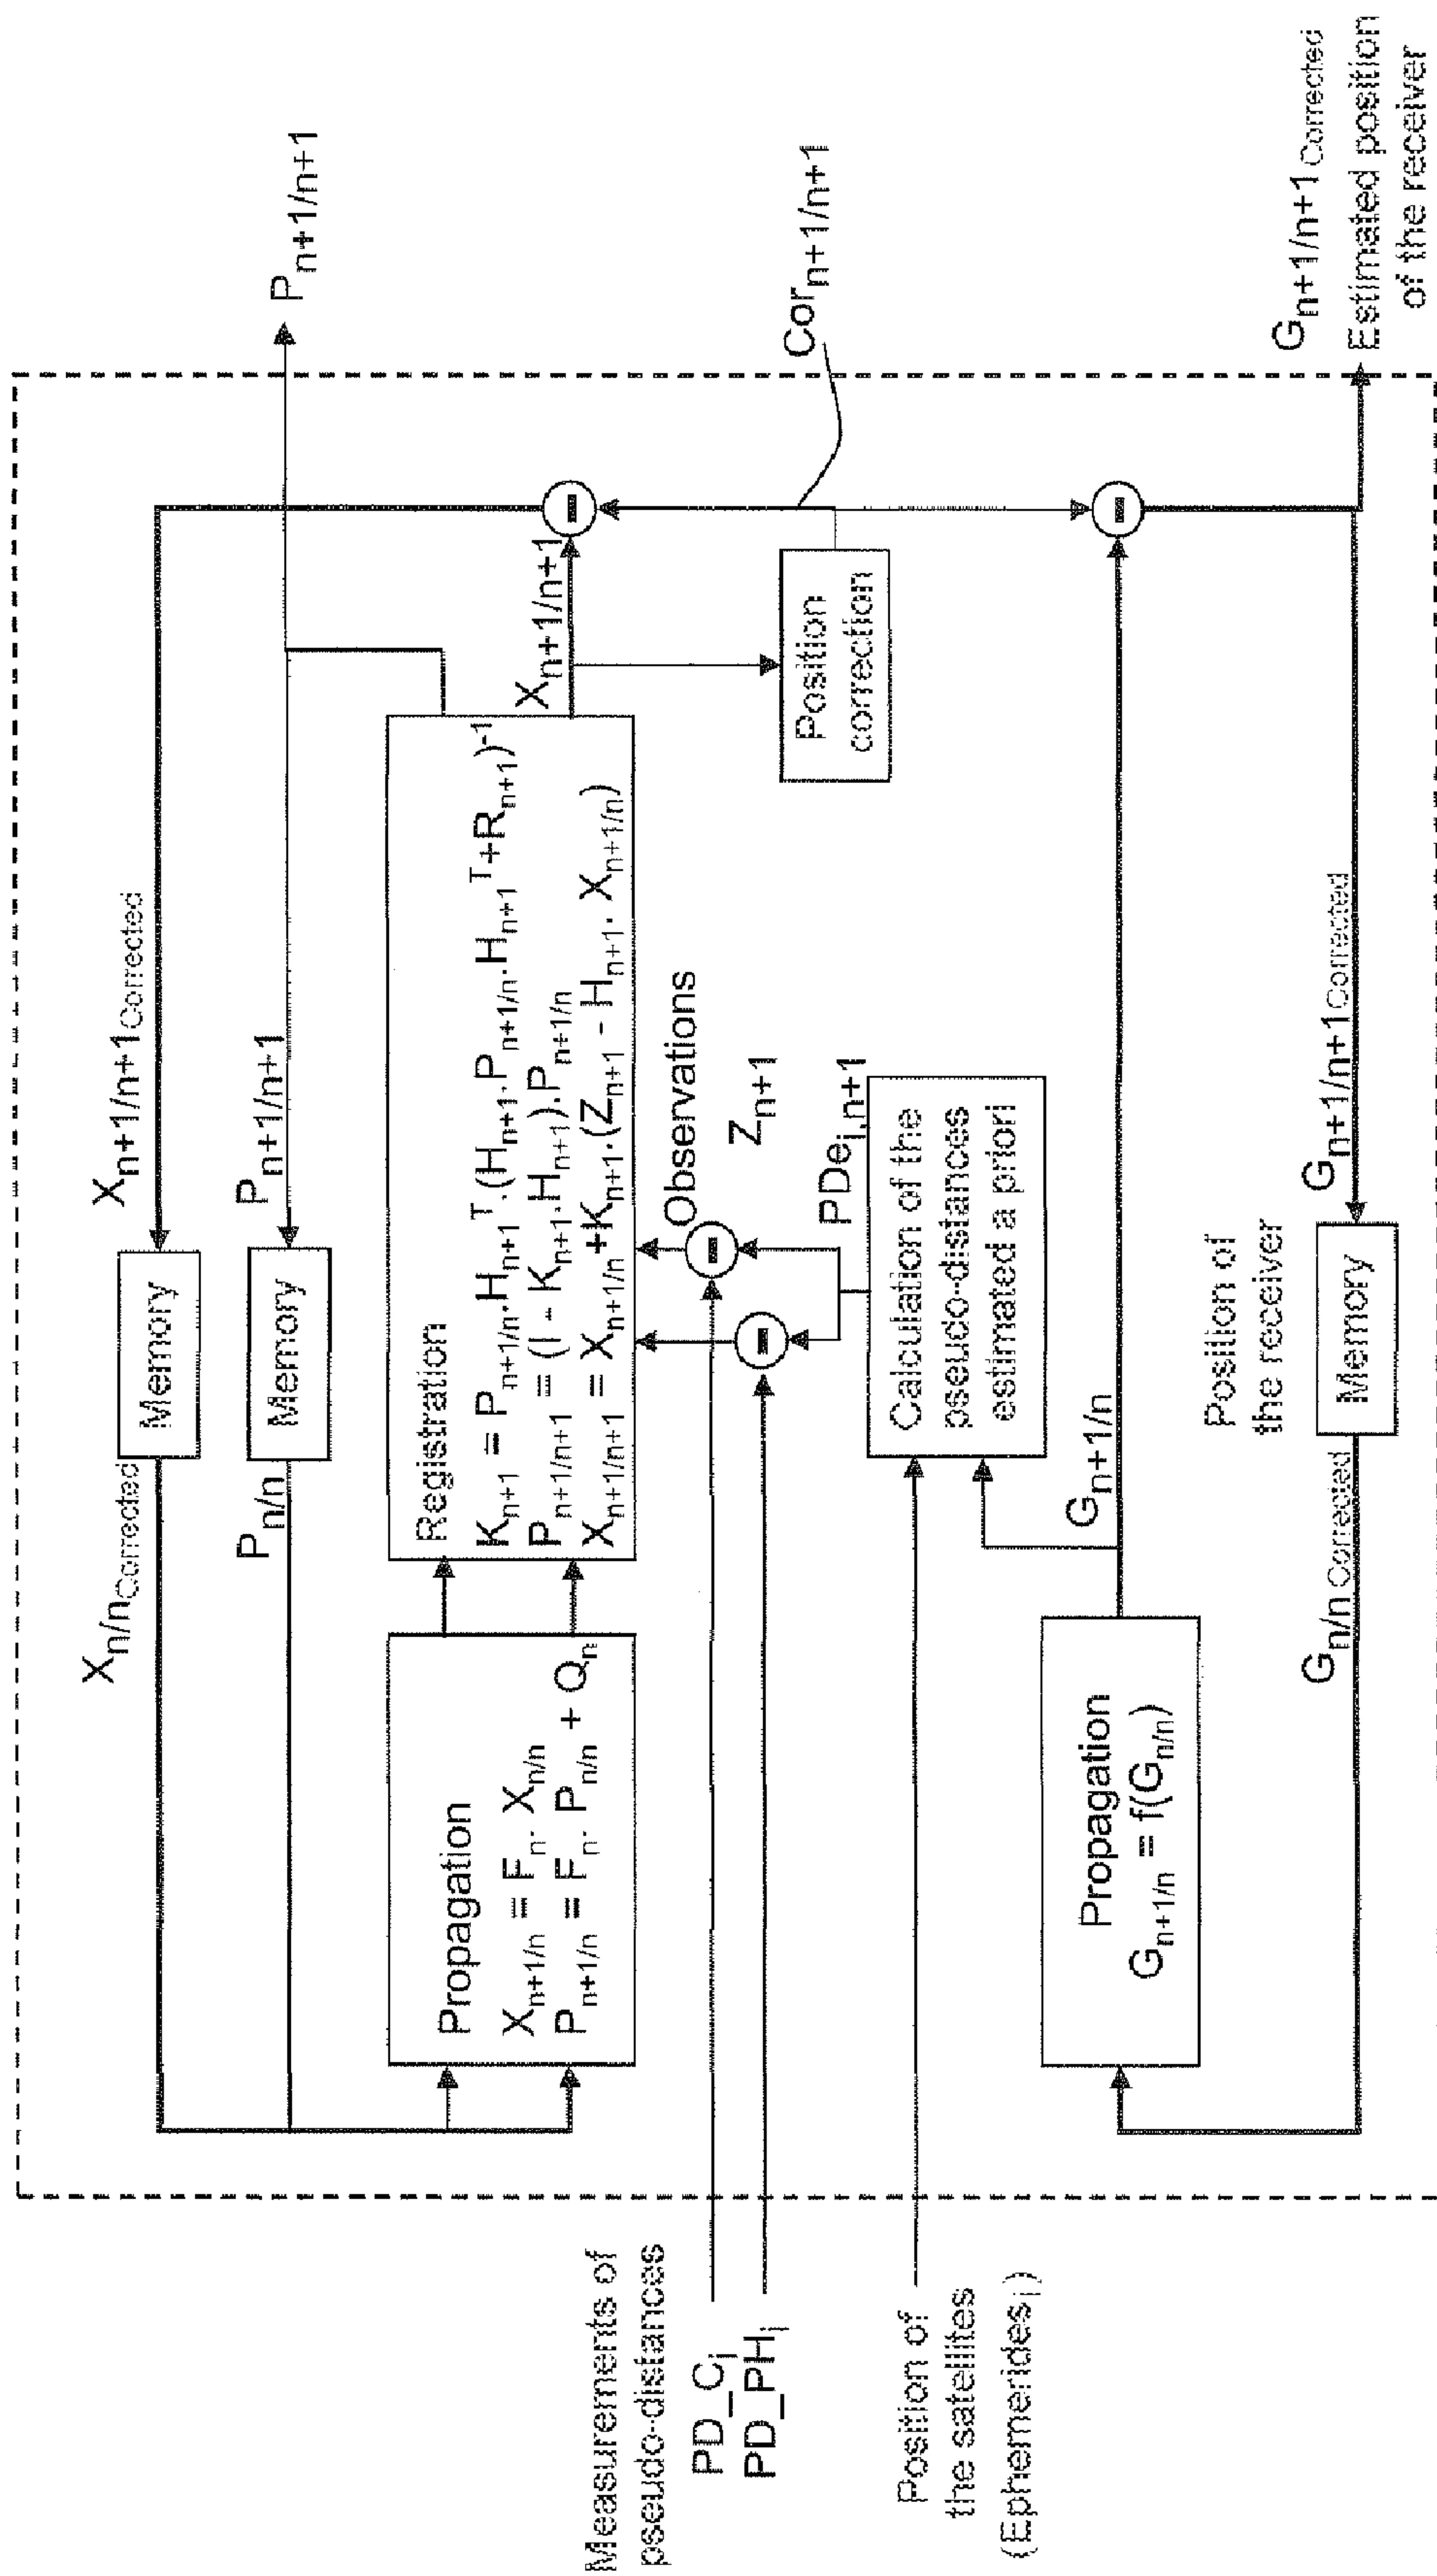 X_n/n Corrected
Memory
X_n+1/n+1 Corrected
P_n/n
Memory
P_n+1/n+1
P_n+1/n+1
Propagation
X_n+1/n = F_n. X_n/n
P_n+1/n = F_n. P_n/n + Q_n
Registration
K_n+1 = P_n+1/n.H_n+1^T.(H_n+1.P_n+1/n.H_n+1^T+R_n+1)^-1
P_n+1/n+1 = (I - K_n+1.H_n+1).P_n+1/n
X_n+1/n+1 = X_n+1/n +K_n+1.(Z_n+1 - H_n+1. X_n+1/n)
X_n+1/n+1
Measurements of
pseudo-distances
PD_C_i
PD_PH_i
Observations
Z_n+1
PDe_i,n+1
Position
correction
Cor_n+1/n+1
Position of
the satellites
(Ephemerides_i)
Calculation of the
pseudo-distances
estimated a priori
Propagation
G_n+1/n = f(G_n/n)
G_n+1/n
Position of
the receiver
G_n/n Corrected
Memory
G_n+1/n+1 Corrected
G_n+1/n+1 Corrected
Estimated position
of the receiver